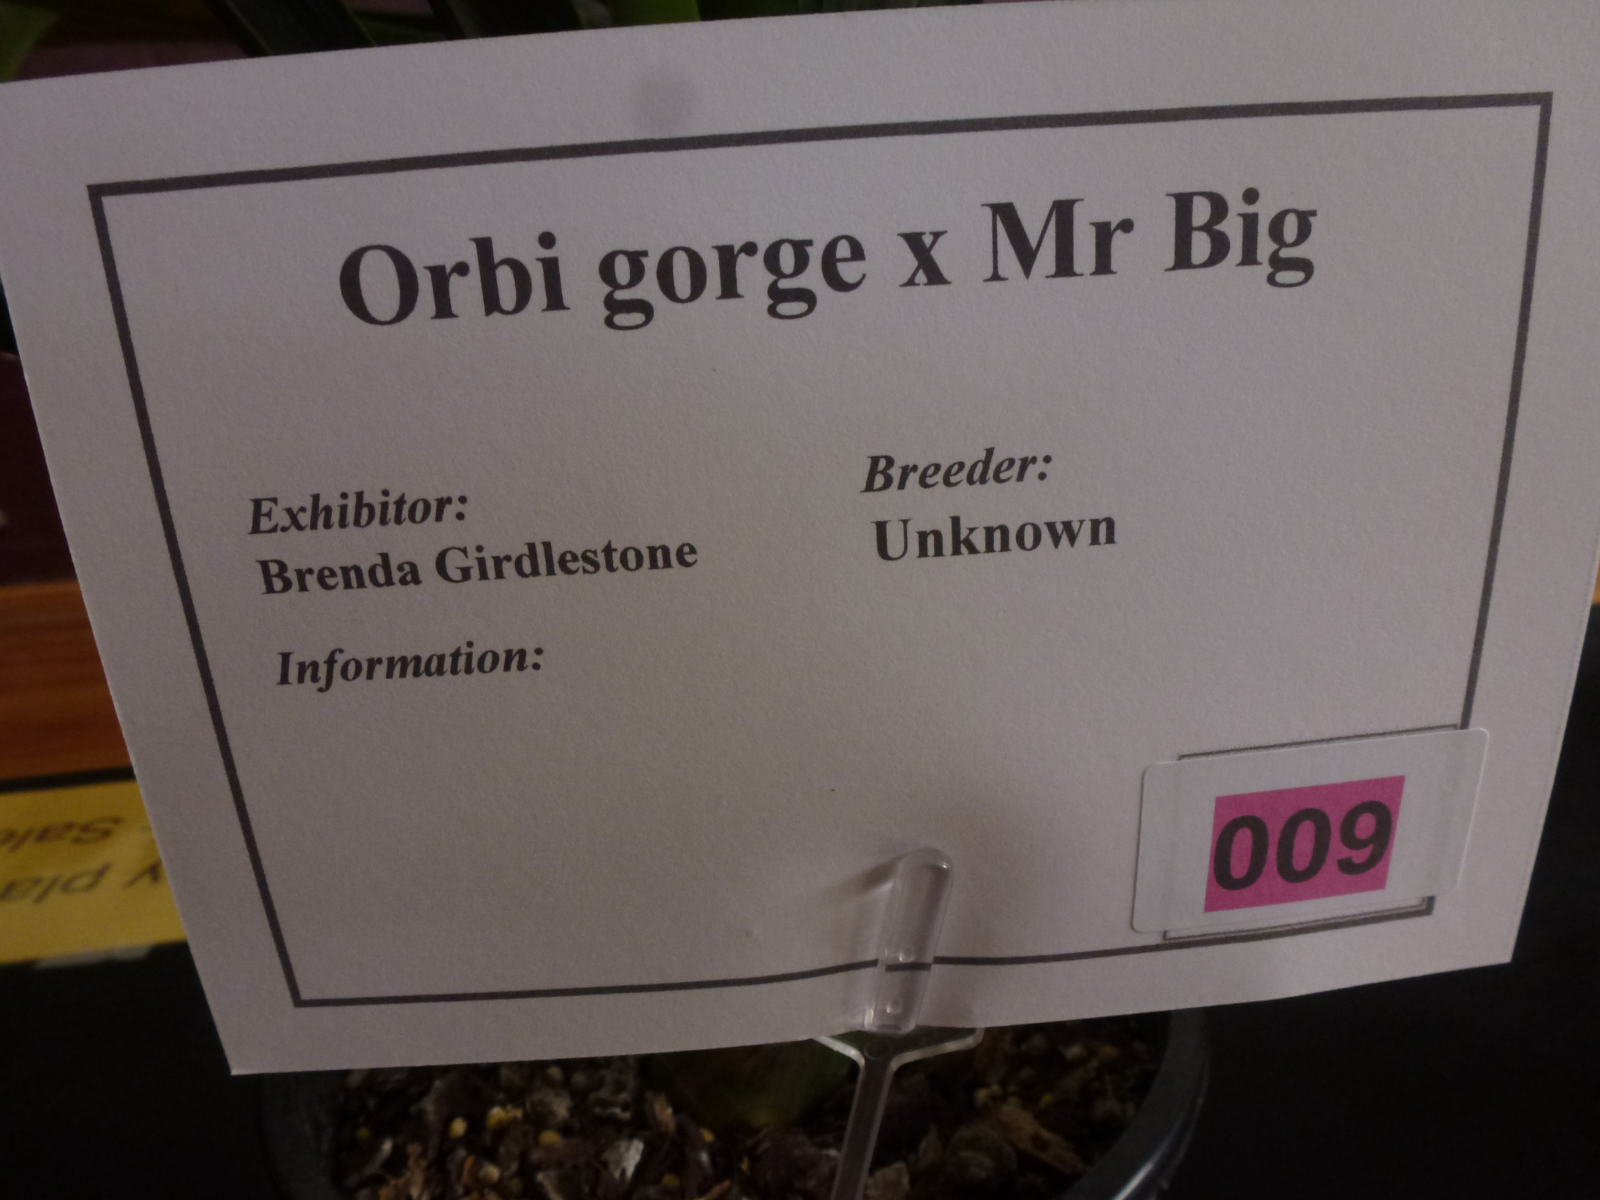 Orbi gorge x Mr Big
Exhibitor:
Brenda Girdlestone
Breeder:
Unknown
Information:
009